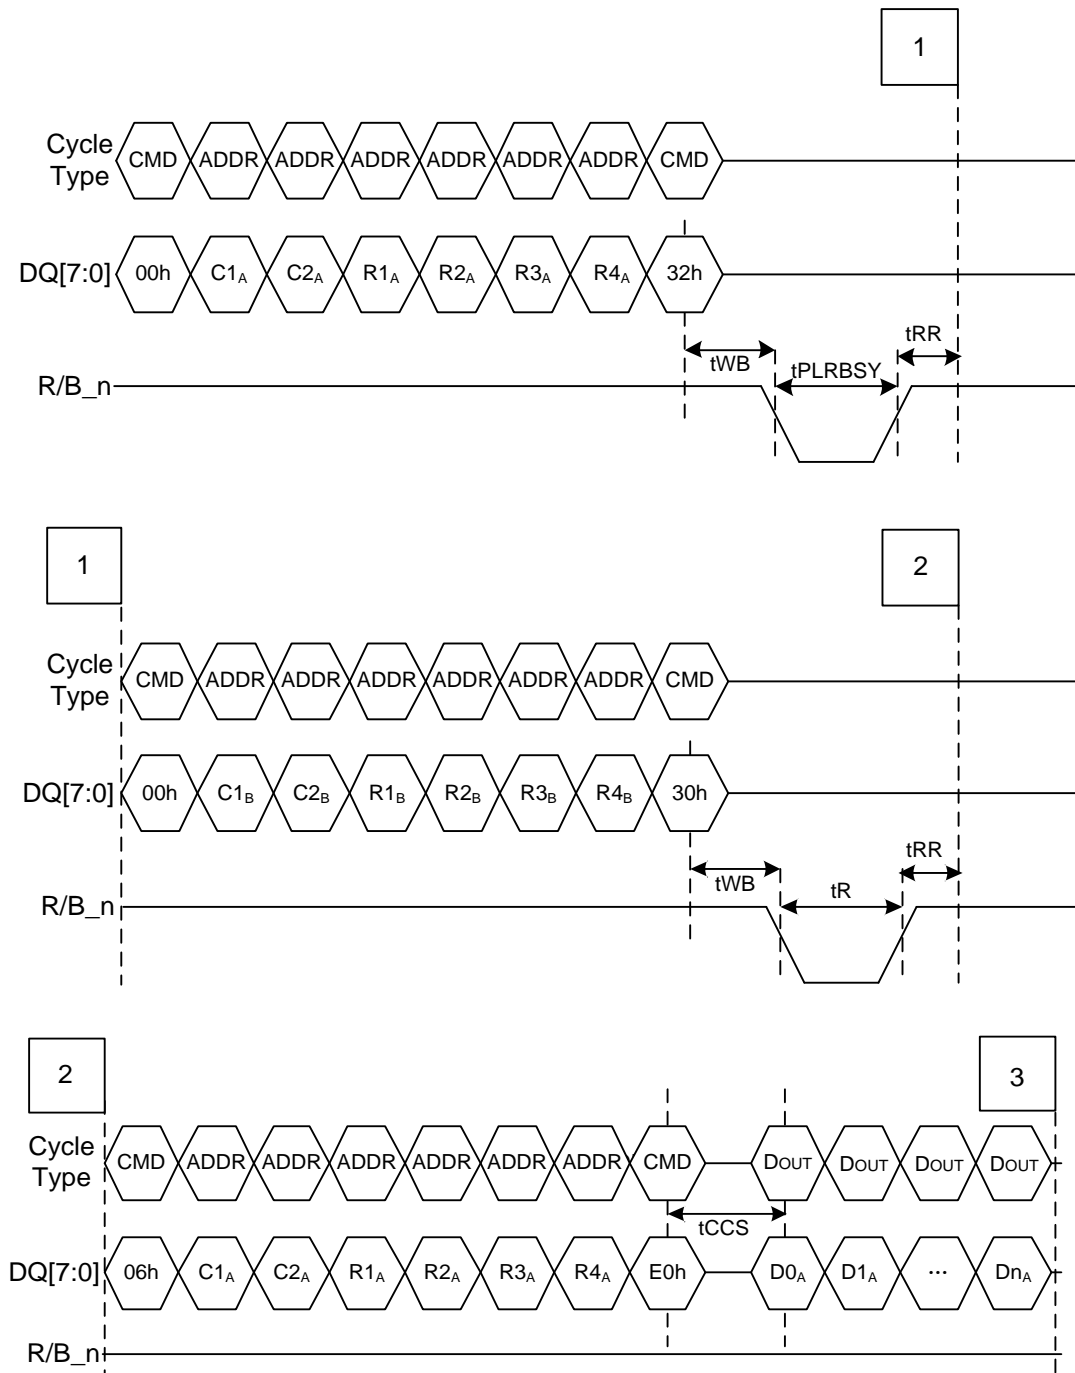 1
Cycle Type CMD ADDR ADDR ADDR ADDR ADDR ADDR CMD
DQ[7:0] 00h C1A C2A R1A R2A R3A R4A 32h
tWB tPLRBSY tRR
R/B_n
1 2
Cycle Type CMD ADDR ADDR ADDR ADDR ADDR ADDR CMD
DQ[7:0] 00h C1B C2B R1B R2B R3B R4B 30h
tWB tR tRR
R/B_n
2 3
Cycle Type CMD ADDR ADDR ADDR ADDR ADDR ADDR CMD DOUT DOUT DOUT DOUT
tCCS
DQ[7:0] 06h C1A C2A R1A R2A R3A R4A E0h D0A D1A ... DnA
R/B_n